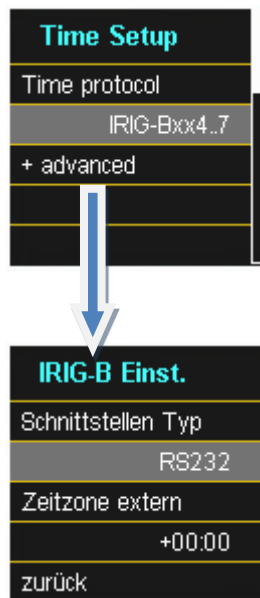 Time Setup
Time protocol
IRIG-Bxx4..7
+ advanced
IRIG-B Einst.
Schnittstellen Typ
RS232
Zeitzone extern
+00:00
zurück